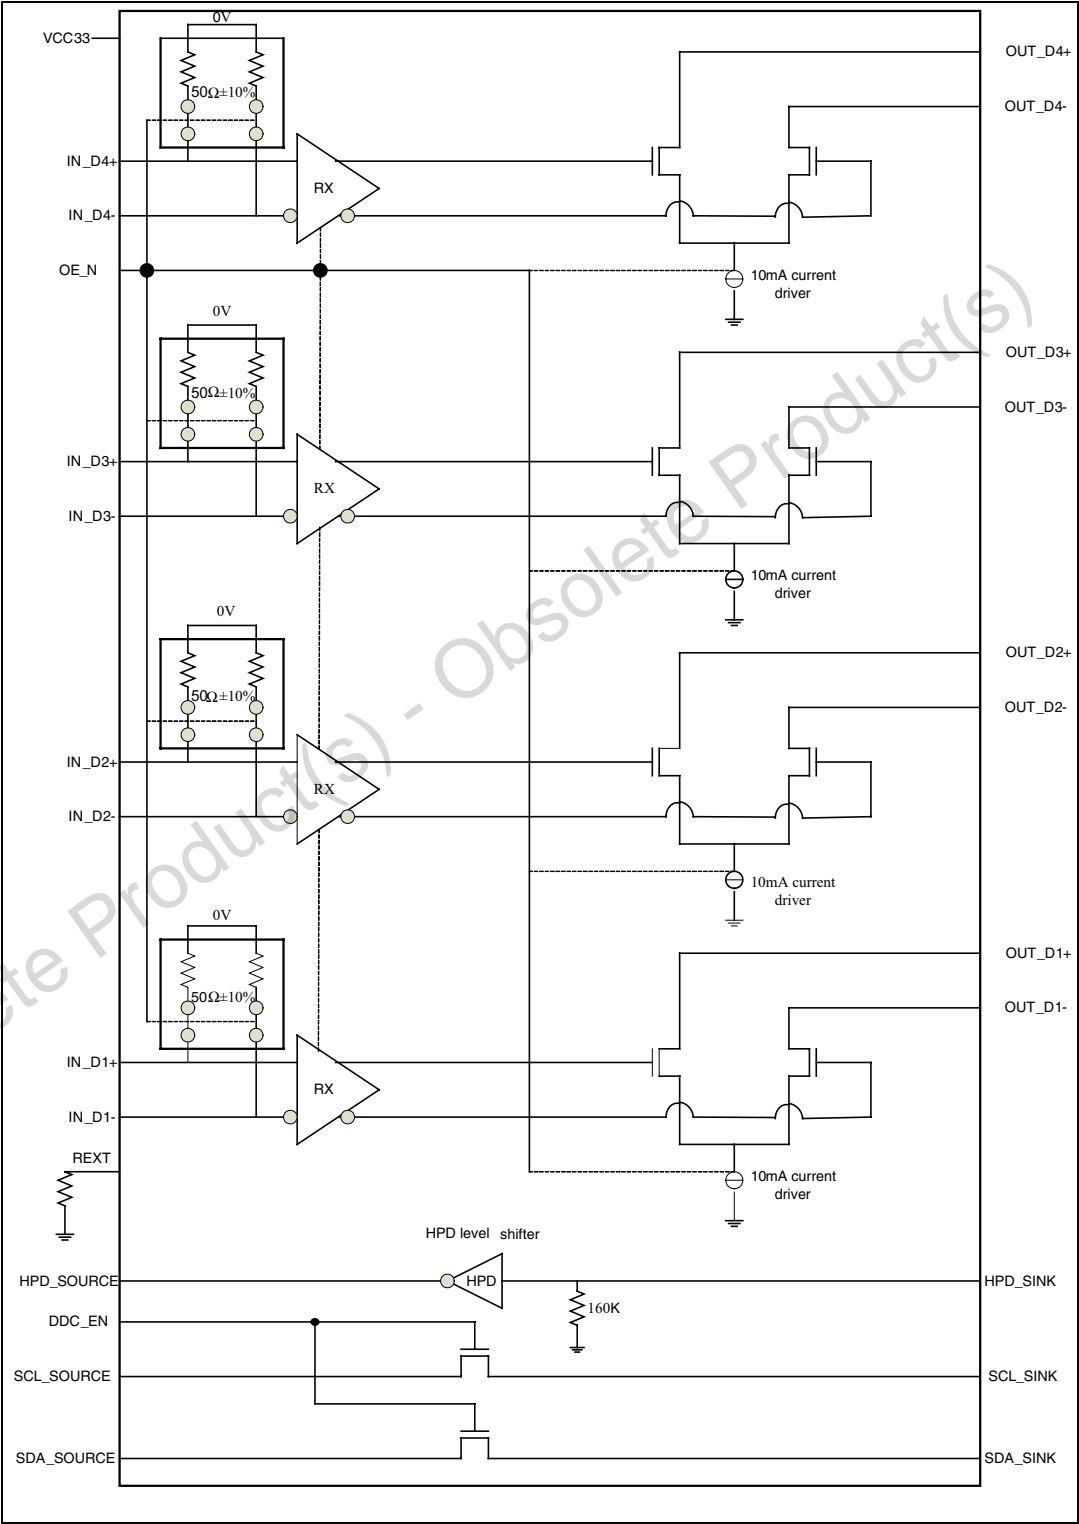 0V
VCC33
OUT_D4+
50Ω±10%
OUT_D4-
IN_D4+
RX
IN_D4-
OE_N
10mA current
driver
0V
OUT_D3+
50Ω±10%
OUT_D3-
IN_D3+
RX
IN_D3-
10mA current
driver
0V
OUT_D2+
50Ω±10%
OUT_D2-
IN_D2+
RX
IN_D2-
10mA current
driver
0V
OUT_D1+
50Ω±10%
OUT_D1-
IN_D1+
RX
IN_D1-
REXT
10mA current
driver
HPD level shifter
HPD_SOURCE
HPD
HPD_SINK
160K
DDC_EN
SCL_SOURCE
SCL_SINK
SDA_SOURCE
SDA_SINK
ete Product(s) - Obsolete Product(s)